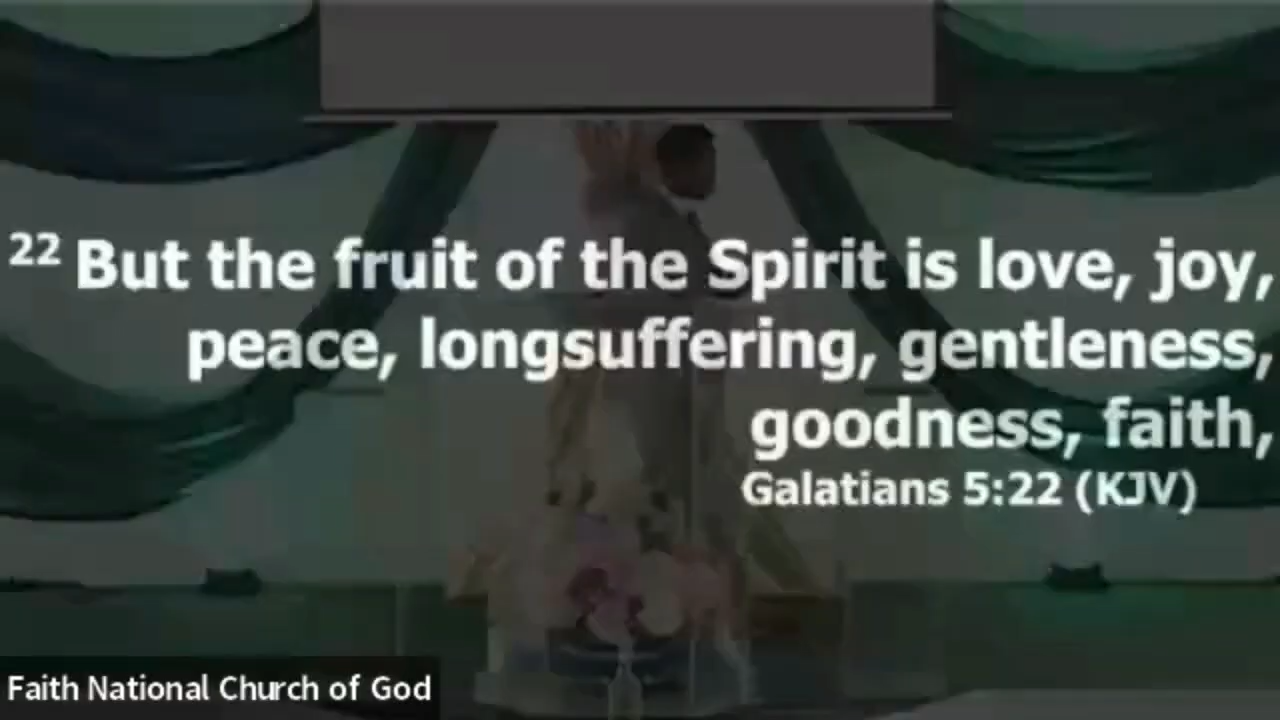 22 But the fruit of the Spirit is love, joy,
peace, longsuffering, gentleness,
goodness, faith,
Galatians 5:22 (KJV)
Faith National Church of God